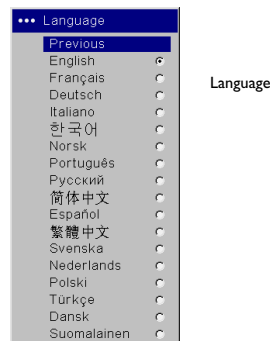 ••• Language
Previous
English
Français
Deutsch
Italiano
한국어
Norsk
Português
Русский
简体中文
Español
繁體中文
Svenska
Nederlands
Polski
Türkçe
Dansk
Suomalainen
Language